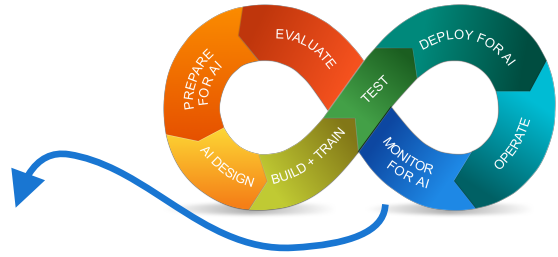 EVALUATE
PREPARE
FOR AI
AI DESIGN
BUILD + TRAIN
TEST
DEPLOY FOR AI
OPERATE
MONITOR
FOR AI